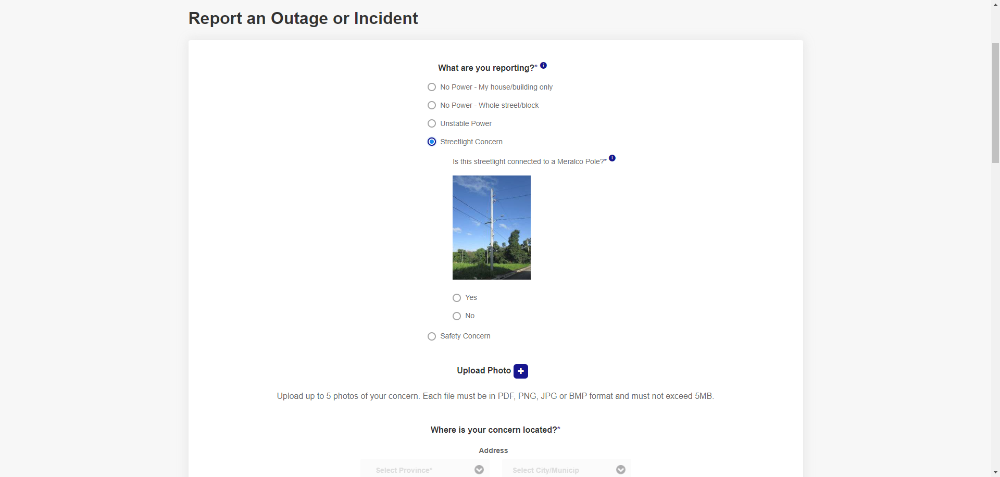 Report an Outage or Incident
What are you reporting?*
No Power - My house/building only
No Power - Whole street/block
Unstable Power
Streetlight Concern
Is this streetlight connected to a Meralco Pole?*
Yes
No
Safety Concern
Upload Photo
Upload up to 5 photos of your concern. Each file must be in PDF, PNG, JPG or BMP format and must not exceed 5MB.
Where is your concern located?*
Address
Select Province* Select City/Municip